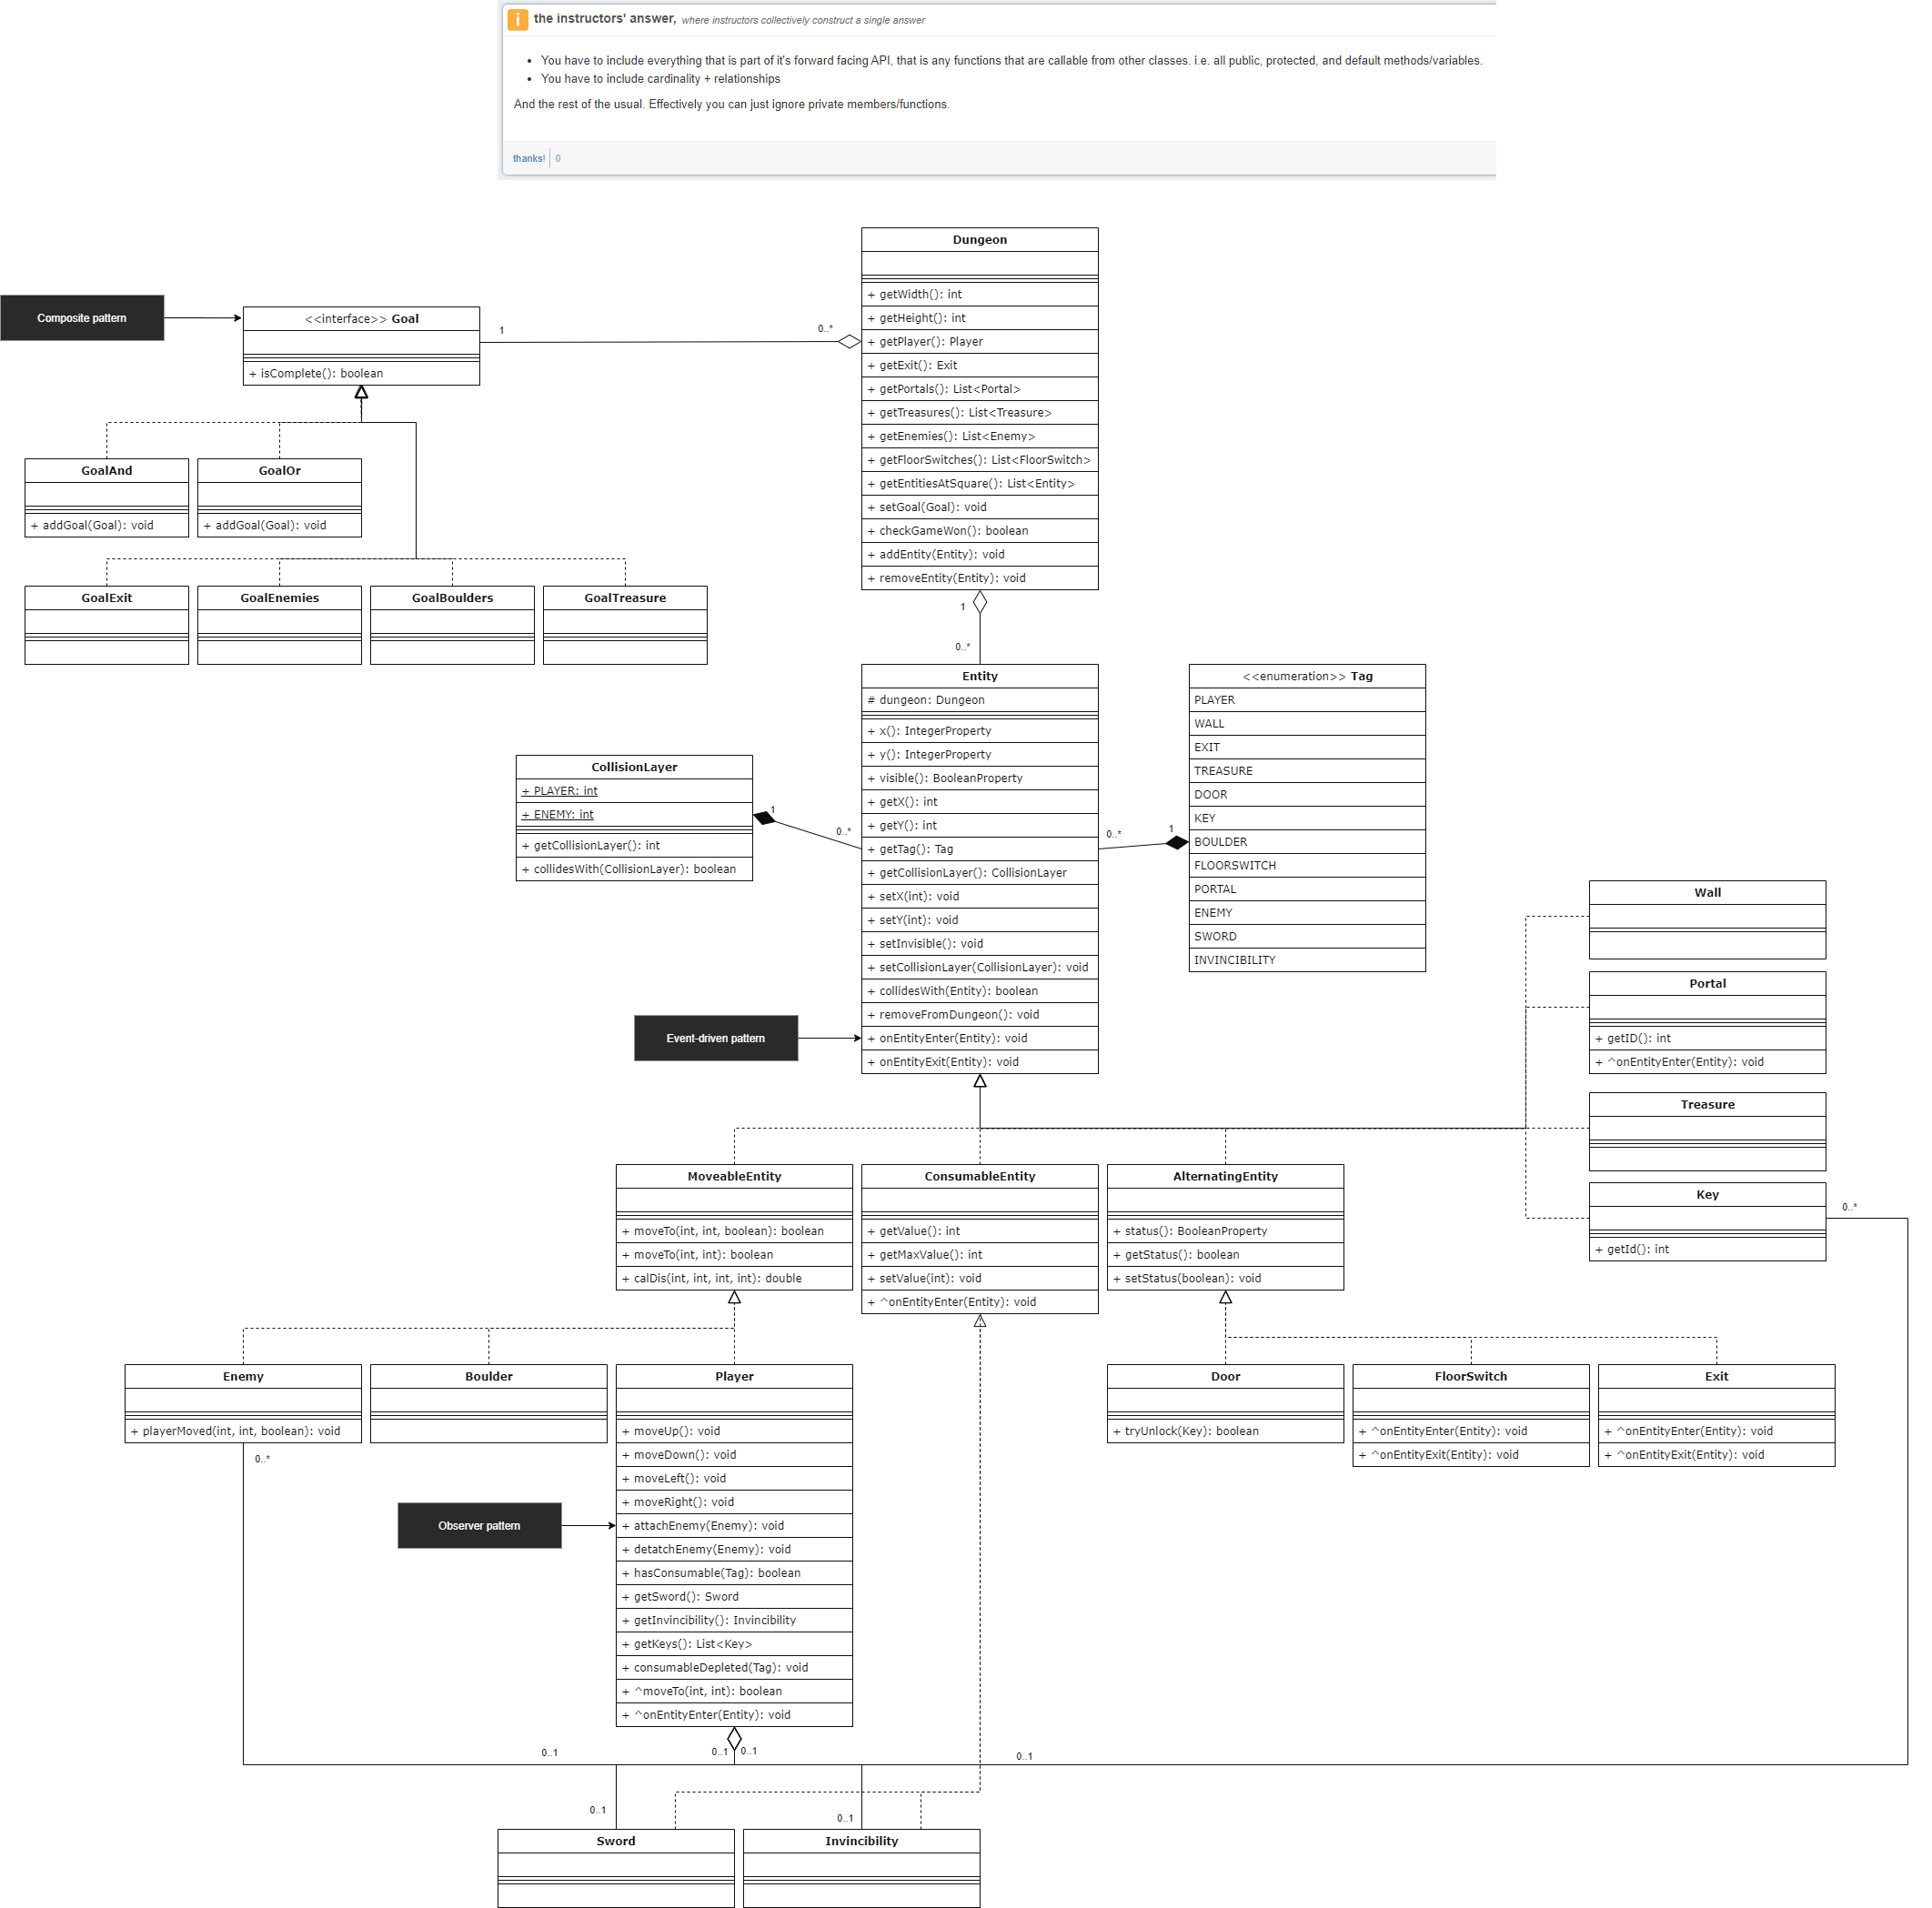 i the instructors' answer, where instructors collectively construct a single answer
• You have to include everything that is part of it's forward facing API, that is any functions that are callable from other classes. i.e. all public, protected, and default methods/variables.
• You have to include cardinality + relationships
And the rest of the usual. Effectively you can just ignore private members/functions.
thanks! 0
Dungeon
+ getWidth(): int
+ getHeight(): int
+ getPlayer(): Player
+ getExit(): Exit
+ getPortals(): List<Portal>
+ getTreasures(): List<Treasure>
+ getEnemies(): List<Enemy>
+ getFloorSwitches(): List<FloorSwitch>
+ getEntitiesAtSquare(): List<Entity>
+ setGoal(Goal): void
+ checkGameWon(): boolean
+ addEntity(Entity): void
+ removeEntity(Entity): void
Composite pattern
<<interface>> Goal
+ isComplete(): boolean
1
0..*
GoalAnd
+ addGoal(Goal): void
GoalOr
+ addGoal(Goal): void
GoalExit
GoalEnemies
GoalBoulders
GoalTreasure
1
0..*
Entity
# dungeon: Dungeon
+ x(): IntegerProperty
+ y(): IntegerProperty
+ visible(): BooleanProperty
+ getX(): int
+ getY(): int
+ getTag(): Tag
+ getCollisionLayer(): CollisionLayer
+ setX(int): void
+ setY(int): void
+ setInvisible(): void
+ setCollisionLayer(CollisionLayer): void
+ collidesWith(Entity): boolean
+ removeFromDungeon(): void
+ onEntityEnter(Entity): void
+ onEntityExit(Entity): void
CollisionLayer
+ PLAYER: int
+ ENEMY: int
+ getCollisionLayer(): int
+ collidesWith(CollisionLayer): boolean
1
0..*
0..*
1
<<enumeration>> Tag
PLAYER
WALL
EXIT
TREASURE
DOOR
KEY
BOULDER
FLOORSWITCH
PORTAL
ENEMY
SWORD
INVINCIBILITY
Event-driven pattern
Wall
Portal
+ getID(): int
+ ^onEntityEnter(Entity): void
Treasure
Key
+ getId(): int
0..*
MoveableEntity
+ moveTo(int, int, boolean): boolean
+ moveTo(int, int): boolean
+ calDis(int, int, int, int): double
ConsumableEntity
+ getValue(): int
+ getMaxValue(): int
+ setValue(int): void
+ ^onEntityEnter(Entity): void
AlternatingEntity
+ status(): BooleanProperty
+ getStatus(): boolean
+ setStatus(boolean): void
Enemy
+ playerMoved(int, int, boolean): void
0..*
Boulder
Player
+ moveUp(): void
+ moveDown(): void
+ moveLeft(): void
+ moveRight(): void
+ attachEnemy(Enemy): void
+ detatchEnemy(Enemy): void
+ hasConsumable(Tag): boolean
+ getSword(): Sword
+ getInvincibility(): Invincibility
+ getKeys(): List<Key>
+ consumableDepleted(Tag): void
+ ^moveTo(int, int): boolean
+ ^onEntityEnter(Entity): void
Observer pattern
Door
+ tryUnlock(Key): boolean
FloorSwitch
+ ^onEntityEnter(Entity): void
+ ^onEntityExit(Entity): void
Exit
+ ^onEntityEnter(Entity): void
+ ^onEntityExit(Entity): void
0..1
0..1
0..1
0..1
0..1
0..1
Sword
Invincibility